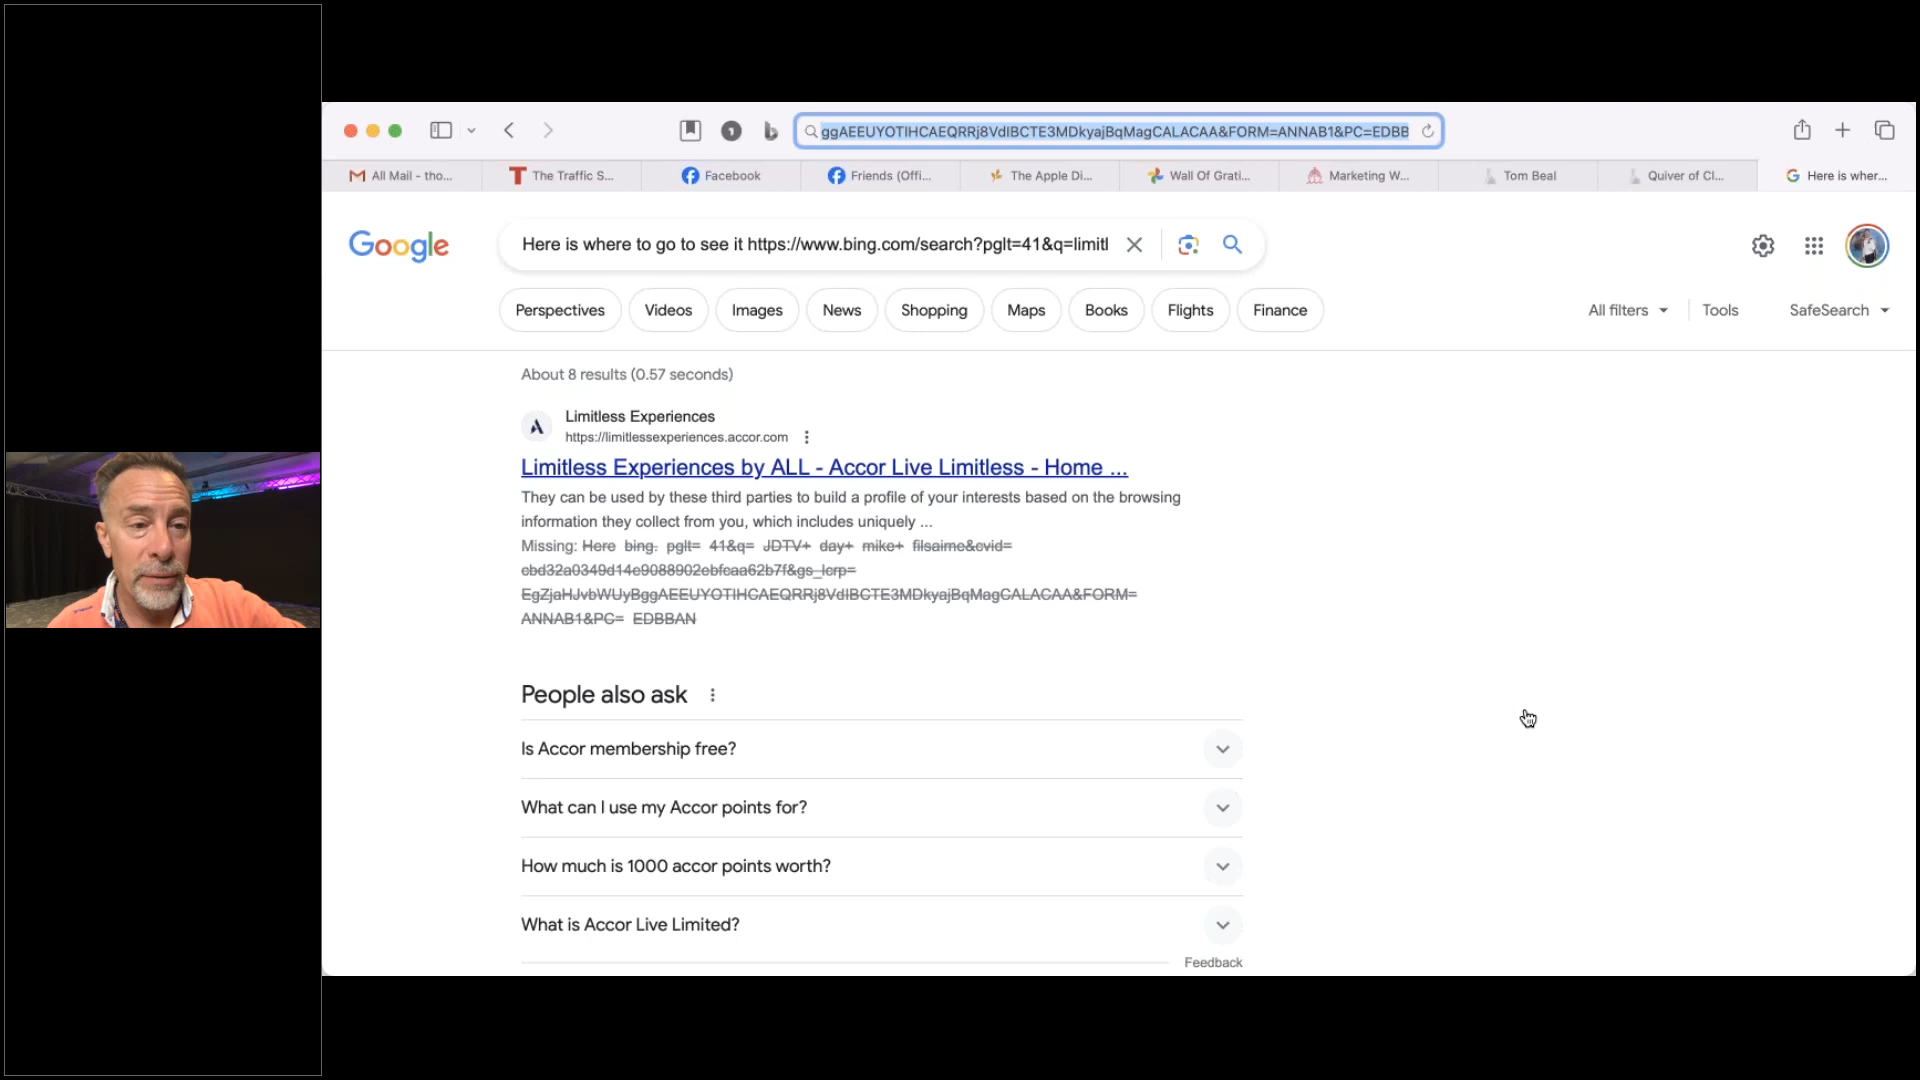 ggAEEUYOTIHCAEQRRj8VdIBCTE3MDkyajBqMagCALACAA&FORM=ANNAB1&PC=EDBB
All Mail - tho...
The Traffic S...
Facebook
Friends (Offi...
The Apple Di...
Wall Of Grati...
Marketing W...
Tom Beal
Quiver of Cl...
Here is wher...
Google
Here is where to go to see it https://www.bing.com/search?pglt=41&q=limitl
Perspectives
Videos
Images
News
Shopping
Maps
Books
Flights
Finance
All filters
Tools
SafeSearch
About 8 results (0.57 seconds)
Limitless Experiences
https://limitlessexperiences.accor.com
Limitless Experiences by ALL - Accor Live Limitless - Home ...
They can be used by these third parties to build a profile of your interests based on the browsing
information they collect from you, which includes uniquely ...
Missing: Here bing. pglt= 41&q= JDTV+ day+ mike+ filsaime&cvid=
cbd32a0349d14c9088902ebfcaa62b7f&gs_lcrp=
EgZjaHJvbWUyBggAEEUYOTIHCAEQRRj8VdIBCTE3MDkyajBqMagCALACAA&FORM=
ANNAB1&PC= EDBBAN
People also ask
Is Accor membership free?
What can I use my Accor points for?
How much is 1000 accor points worth?
What is Accor Live Limited?
Feedback